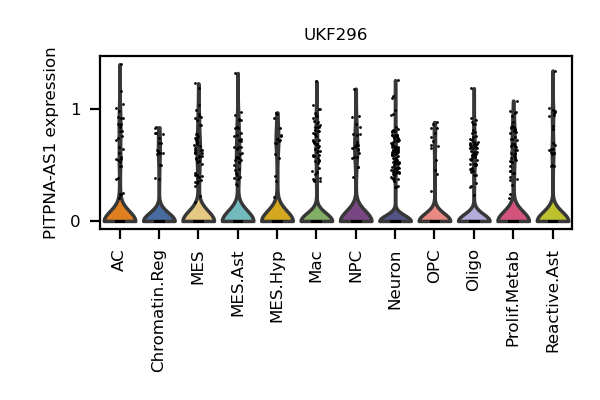 UKF296
PITPNA-AS1 expression
1
0
AC
Chromatin.Reg
MES
MES.Ast
MES.Hyp
Mac
NPC
Neuron
OPC
Oligo
Prolif.Metab
Reactive.Ast